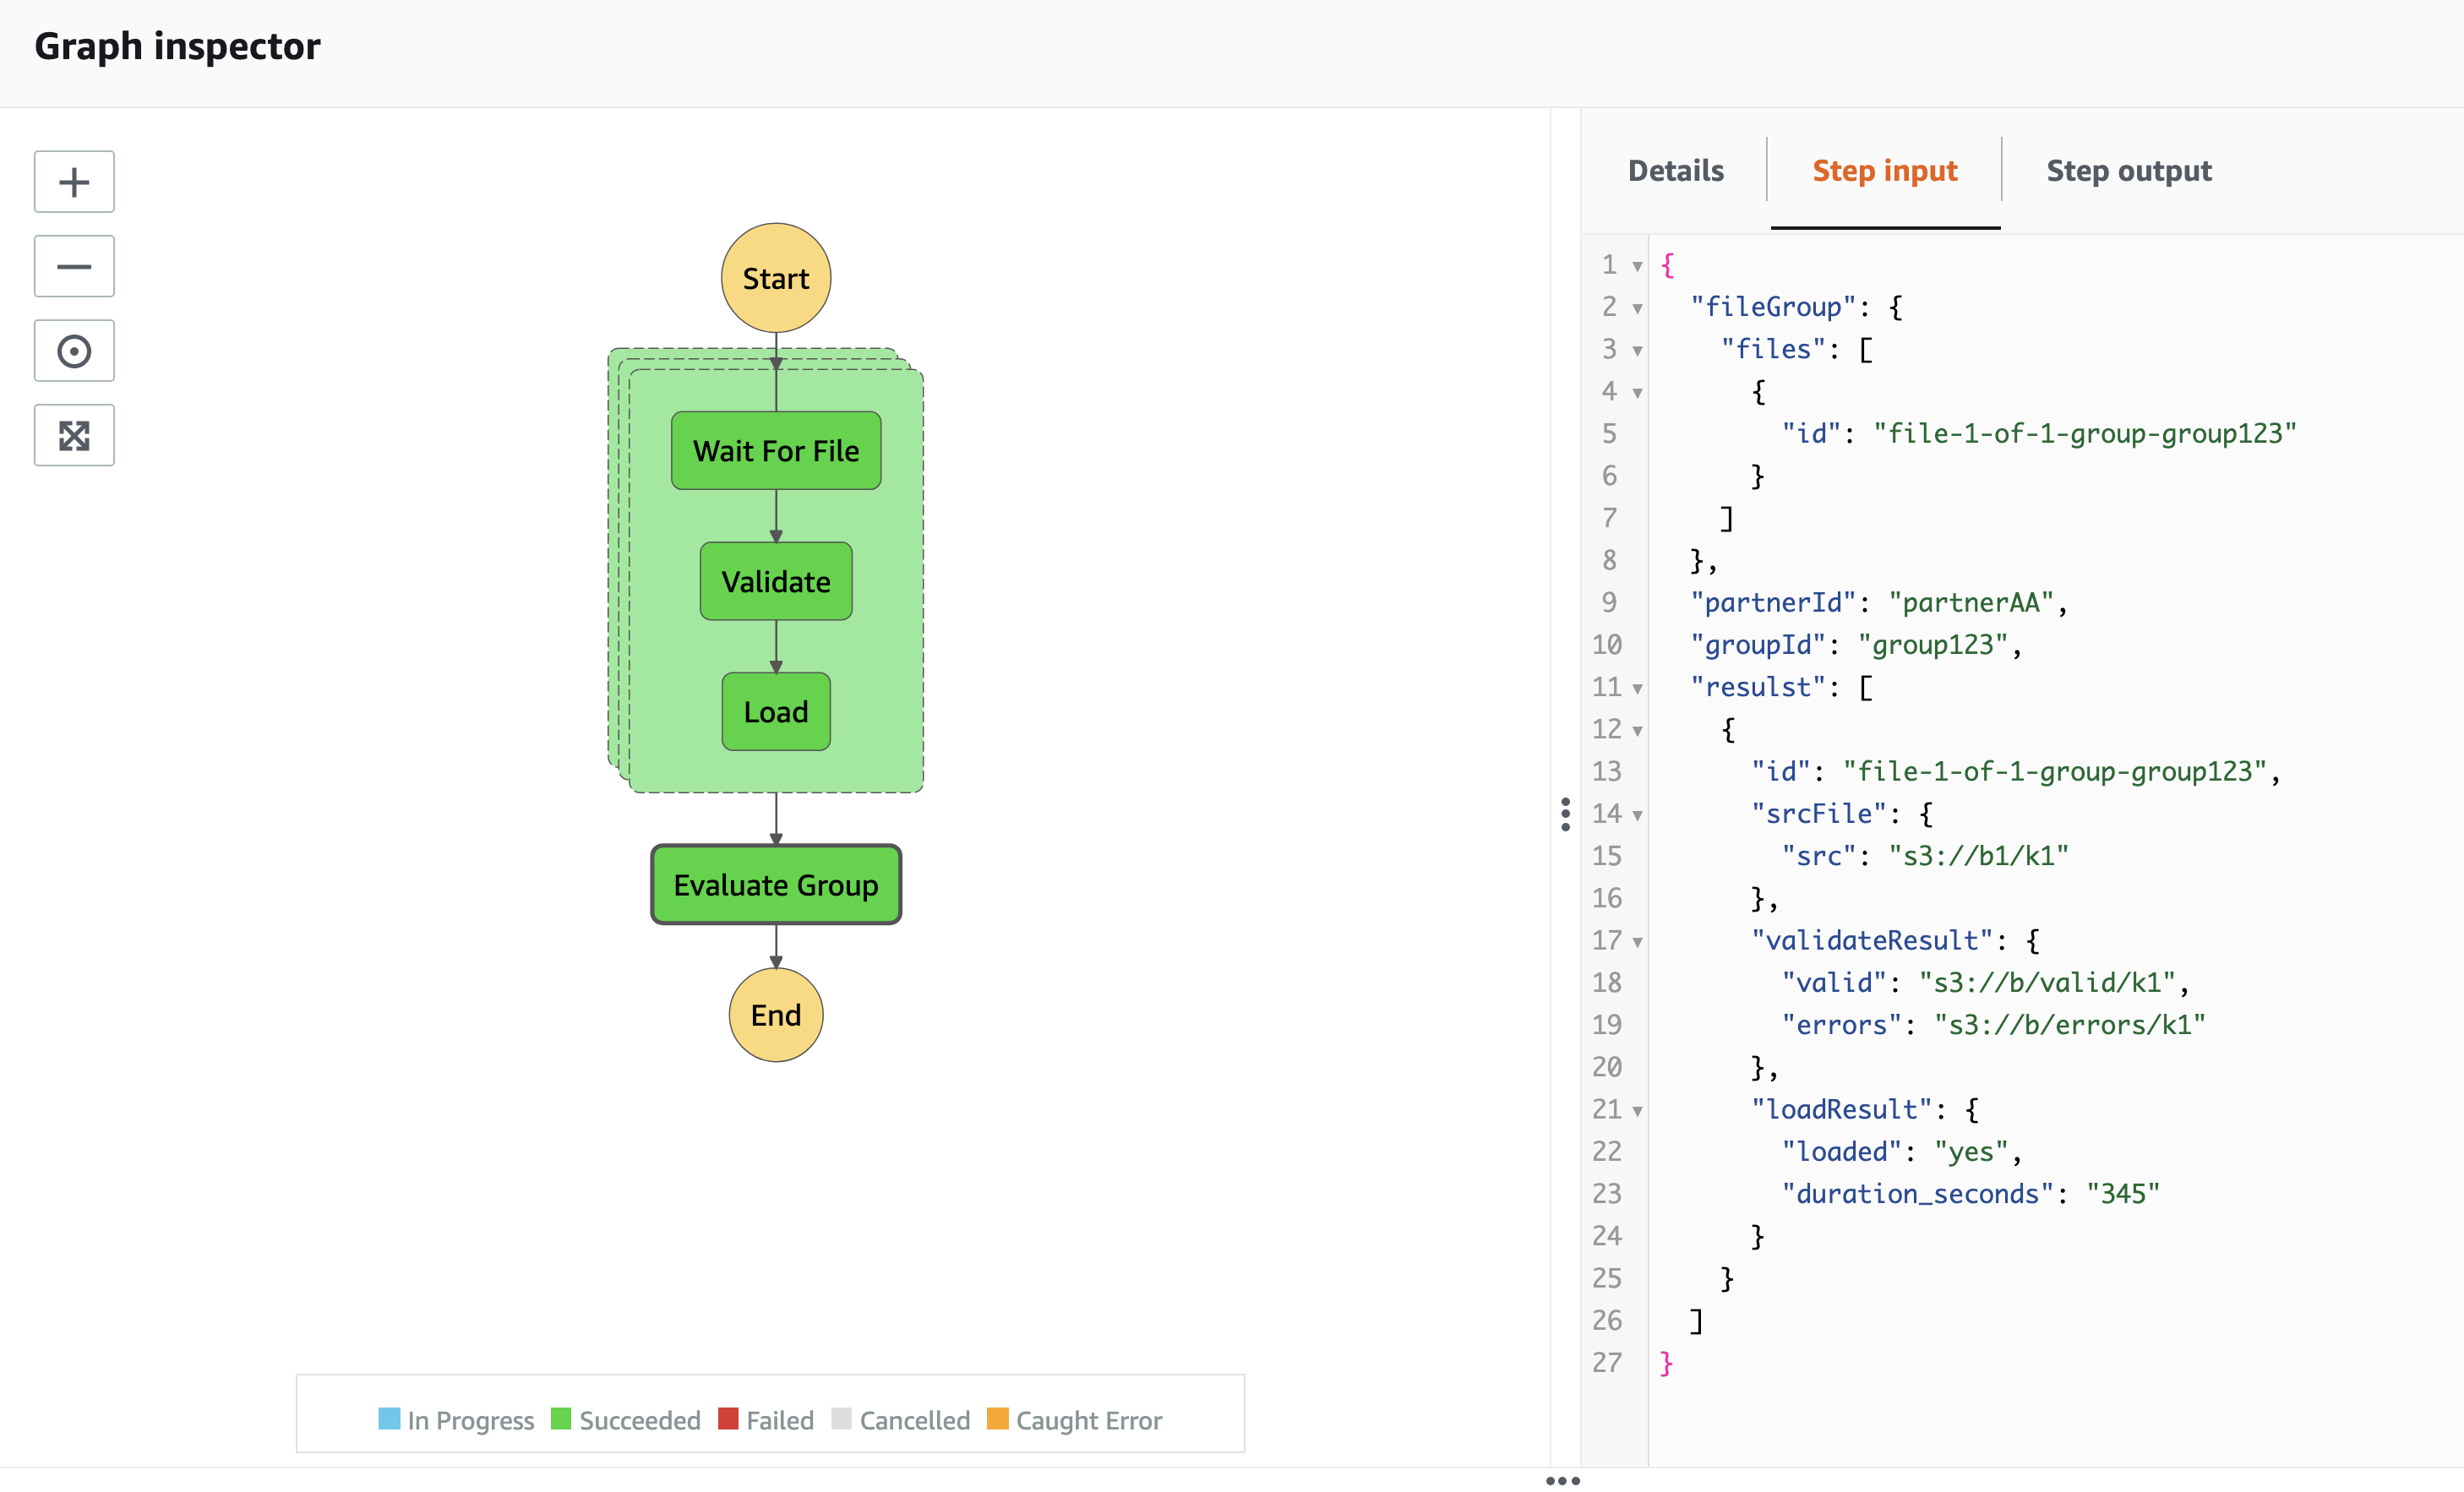 Graph inspector
Start
Wait For File
Validate
Load
Evaluate Group
End
In Progress Succeeded Failed Cancelled Caught Error
Details Step input Step output
1 {
2 "fileGroup": {
3 "files": [
4 {
5 "id": "file-1-of-1-group-group123"
6 }
7 ]
8 },
9 "partnerId": "partnerAA",
10 "groupId": "group123",
11 "resulst": [
12 {
13 "id": "file-1-of-1-group-group123",
14 "srcFile": {
15 "src": "s3://b1/k1"
16 },
17 "validateResult": {
18 "valid": "s3://b/valid/k1",
19 "errors": "s3://b/errors/k1"
20 },
21 "loadResult": {
22 "loaded": "yes",
23 "duration_seconds": "345"
24 }
25 }
26 ]
27 }